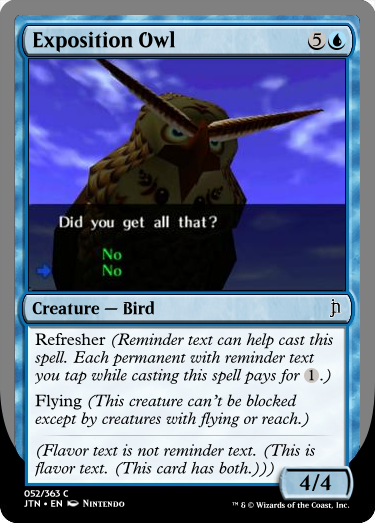 Exposition Owl 5
Did you get all that?
No
No
Creature — Bird
Refresher (Reminder text can help cast this
spell. Each permanent with reminder text
you tap while casting this spell pays for 1.)
Flying (This creature can't be blocked
except by creatures with flying or reach.)
(Flavor text is not reminder text. (This is
flavor text. (This card has both.)))
4/4
052/363 C
JTN • EN Nintendo
™ & © Wizards of the Coast, Inc.